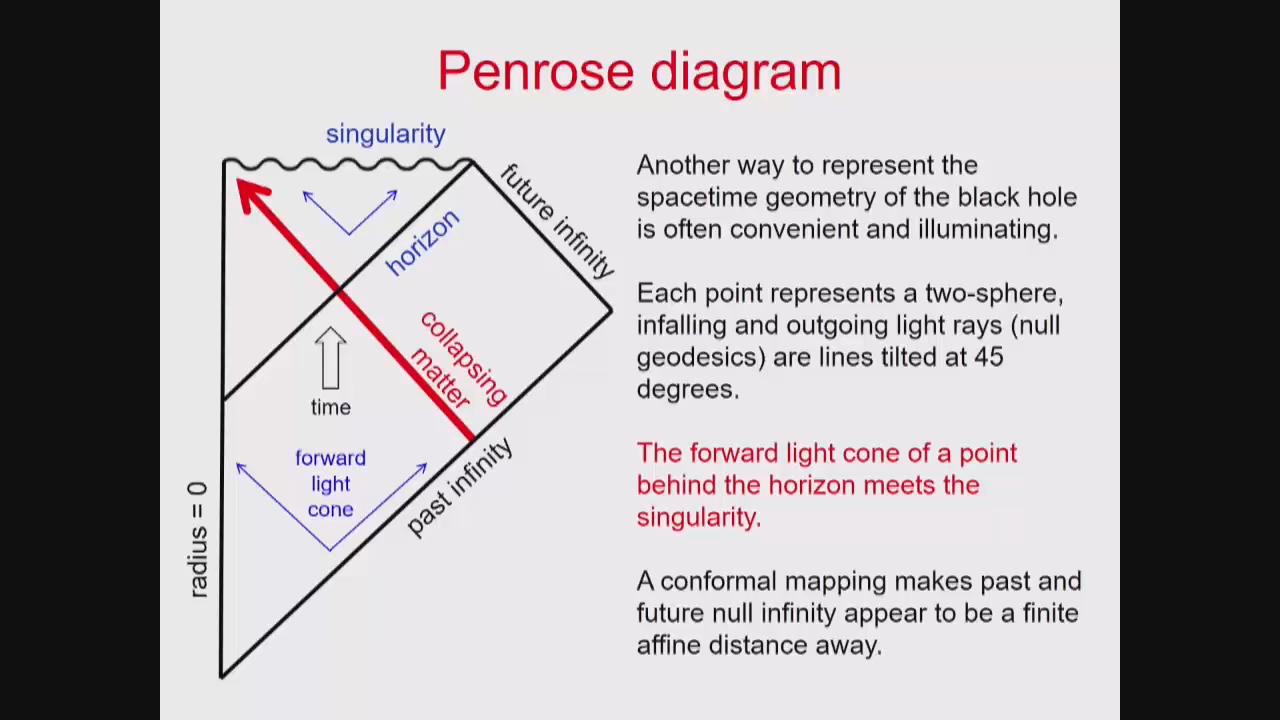 Penrose diagram
singularity
future infinity
horizon
collapsing
matter
time
forward
light
cone
past infinity
radius = 0
Another way to represent the
spacetime geometry of the black hole
is often convenient and illuminating.
Each point represents a two-sphere,
infalling and outgoing light rays (null
geodesics) are lines tilted at 45
degrees.
The forward light cone of a point
behind the horizon meets the
singularity.
A conformal mapping makes past and
future null infinity appear to be a finite
affine distance away.